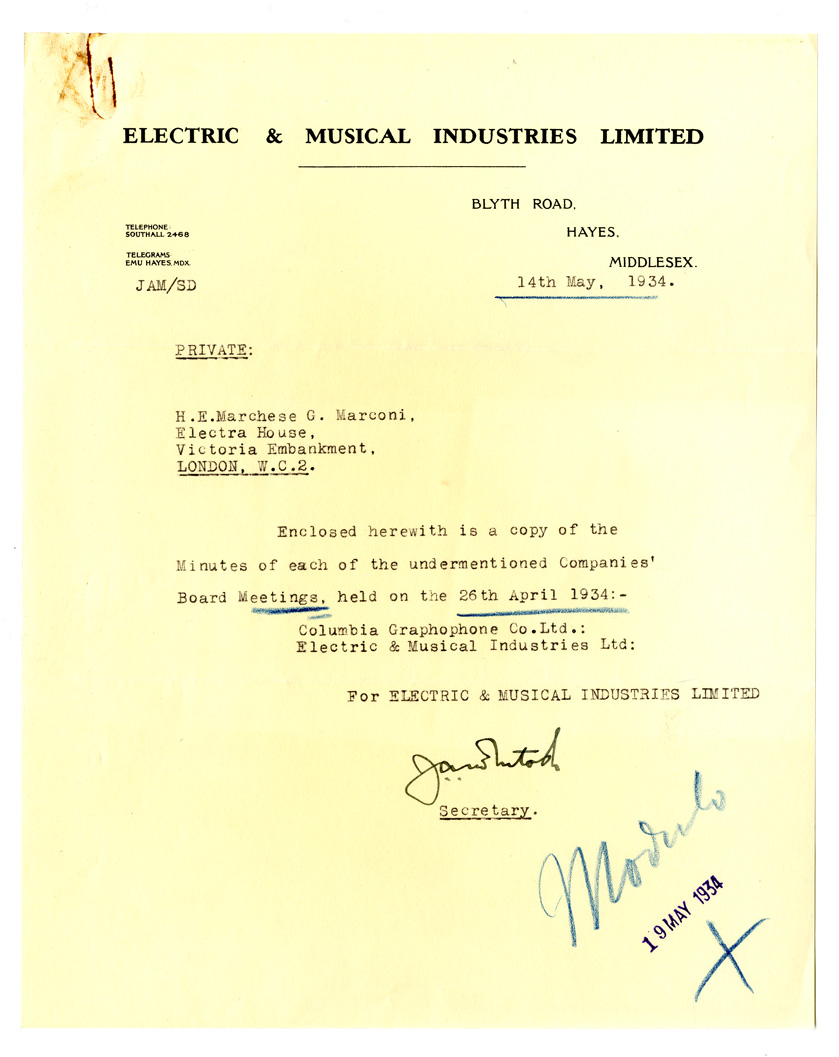 ELECTRIC & MUSICAL INDUSTRIES LIMITED
BLYTH ROAD,
HAYES,
MIDDLESEX.
TELEPHONE:
SOUTHALL 2468
TELEGRAMS:
EMU HAYES, MDX.
JAM/SD
14th May, 1934.
PRIVATE:
H.E.Marchese G. Marconi,
Electra House,
Victoria Embankment,
LONDON, W.C.2.
Enclosed herewith is a copy of the
Minutes of each of the undermentioned Companies'
Board Meetings, held on the 26th April 1934:-
Columbia Graphophone Co.Ltd.:
Electric & Musical Industries Ltd:
For ELECTRIC & MUSICAL INDUSTRIES LIMITED
Secretary.
Modulo
19 MAY 1934
X